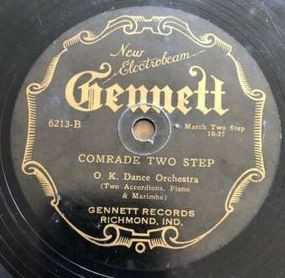 New
Electrobeam
Gennett
6213-B
March Two Step
10-27
COMRADE TWO STEP
O. K. Dance Orchestra
(Two Accordions, Piano
& Marimba)
GENNETT RECORDS
RICHMOND, IND.